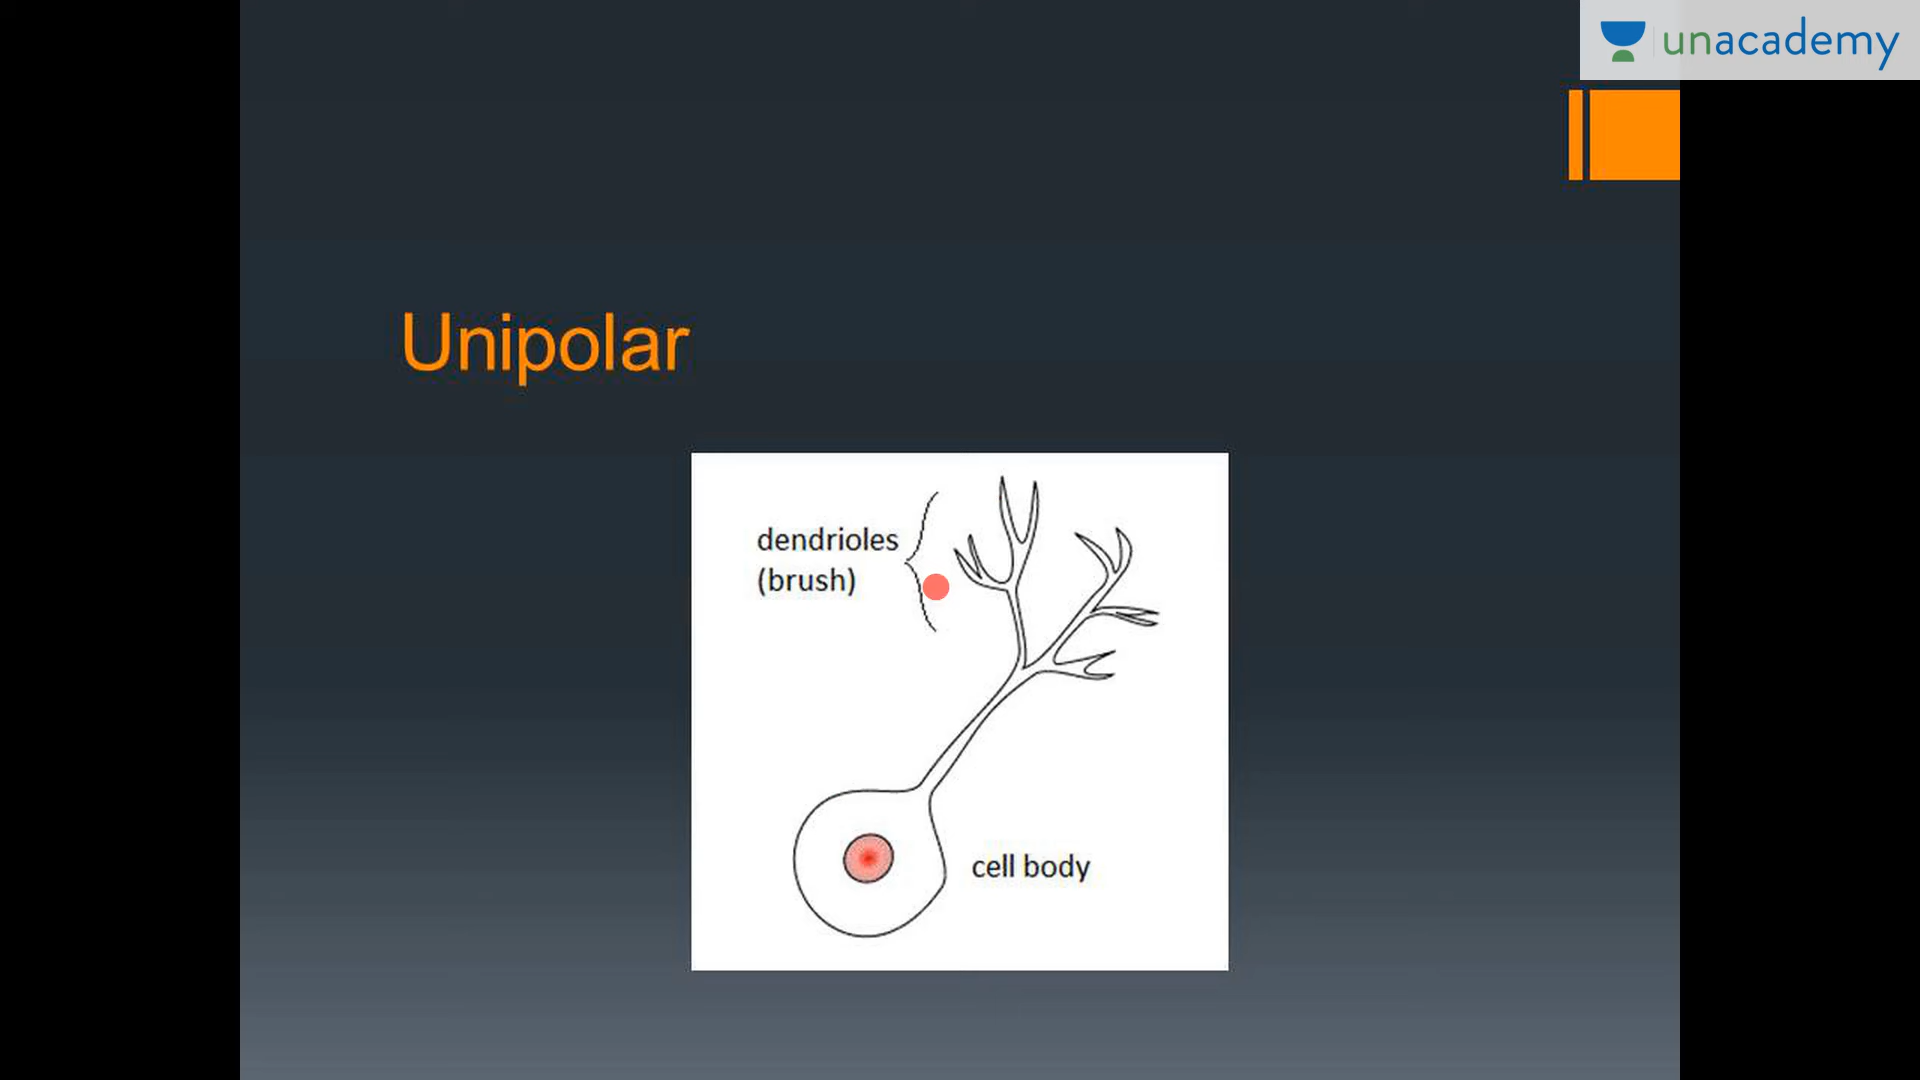 unacademy
Unipolar
dendrioles
(brush)
cell body